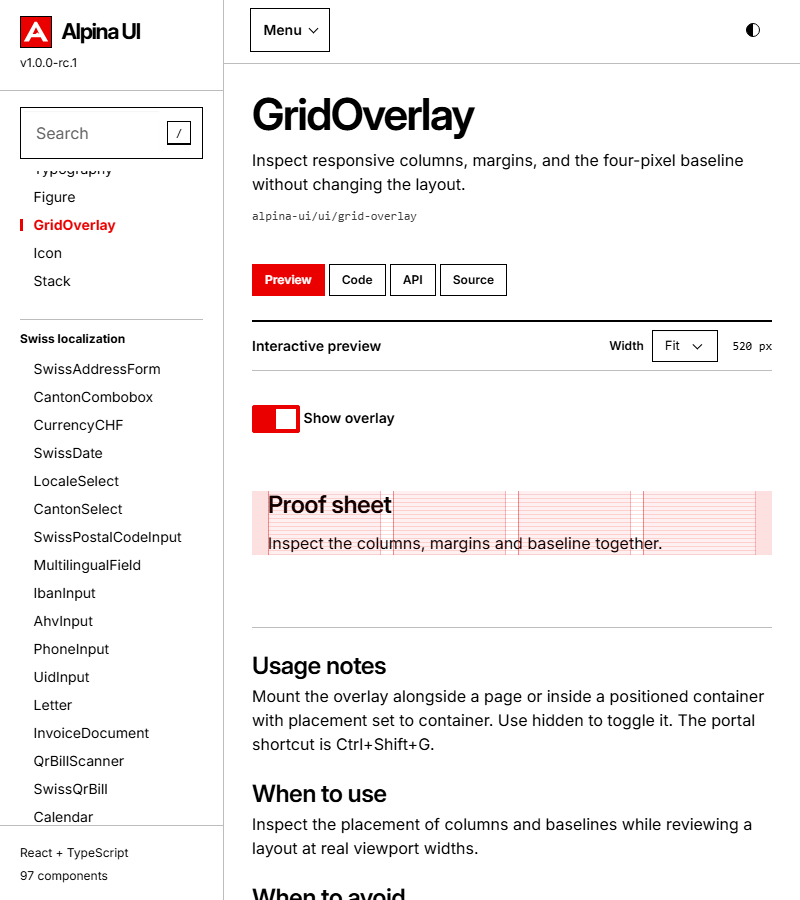 Alpina UI
v1.0.0-rc.1
Search
/
Typography
Figure
GridOverlay
Icon
Stack
Swiss localization
SwissAddressForm
CantonCombobox
CurrencyCHF
SwissDate
LocaleSelect
CantonSelect
SwissPostalCodeInput
MultilingualField
IbanInput
AhvInput
PhoneInput
UidInput
Letter
InvoiceDocument
QrBillScanner
SwissQrBill
Calendar
React + TypeScript
97 components
Menu
GridOverlay
Inspect responsive columns, margins, and the four-pixel baseline
without changing the layout.
alpina-ui/ui/grid-overlay
Preview
Code
API
Source
Interactive preview
Width
Fit
520 px
Show overlay
Proof sheet
Inspect the columns, margins and baseline together.
Usage notes
Mount the overlay alongside a page or inside a positioned container
with placement set to container. Use hidden to toggle it. The portal
shortcut is Ctrl+Shift+G.
When to use
Inspect the placement of columns and baselines while reviewing a
layout at real viewport widths.
When to avoid